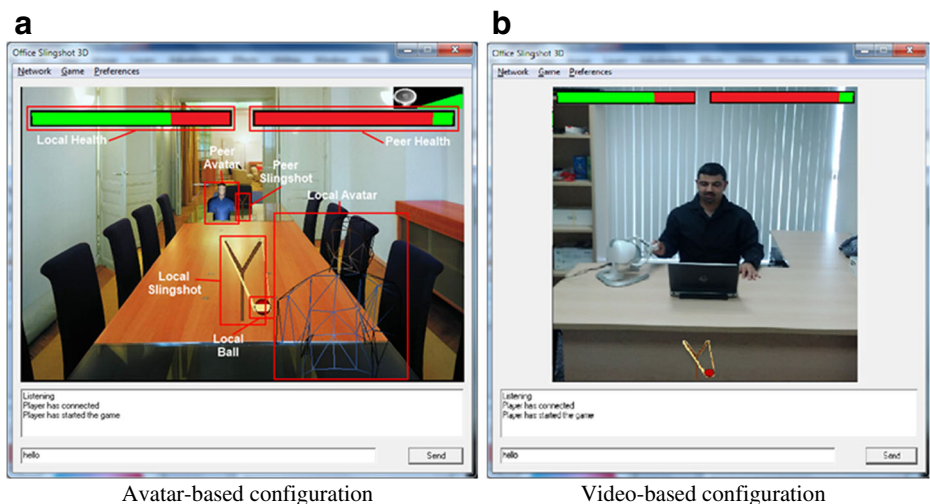 a
Office Slingshot 3D
Network Game Preferences
Local Health
Peer Health
Peer
Avatar
Peer
Slingshot
Local Avatar
Local
Slingshot
Local
Ball
Listening
Player has connected
Player has started the game
hello
Send
Avatar-based configuration
b
Office Slingshot 3D
Network Game Preferences
Listening
Player has connected
Player has started the game
hello
Send
Video-based configuration